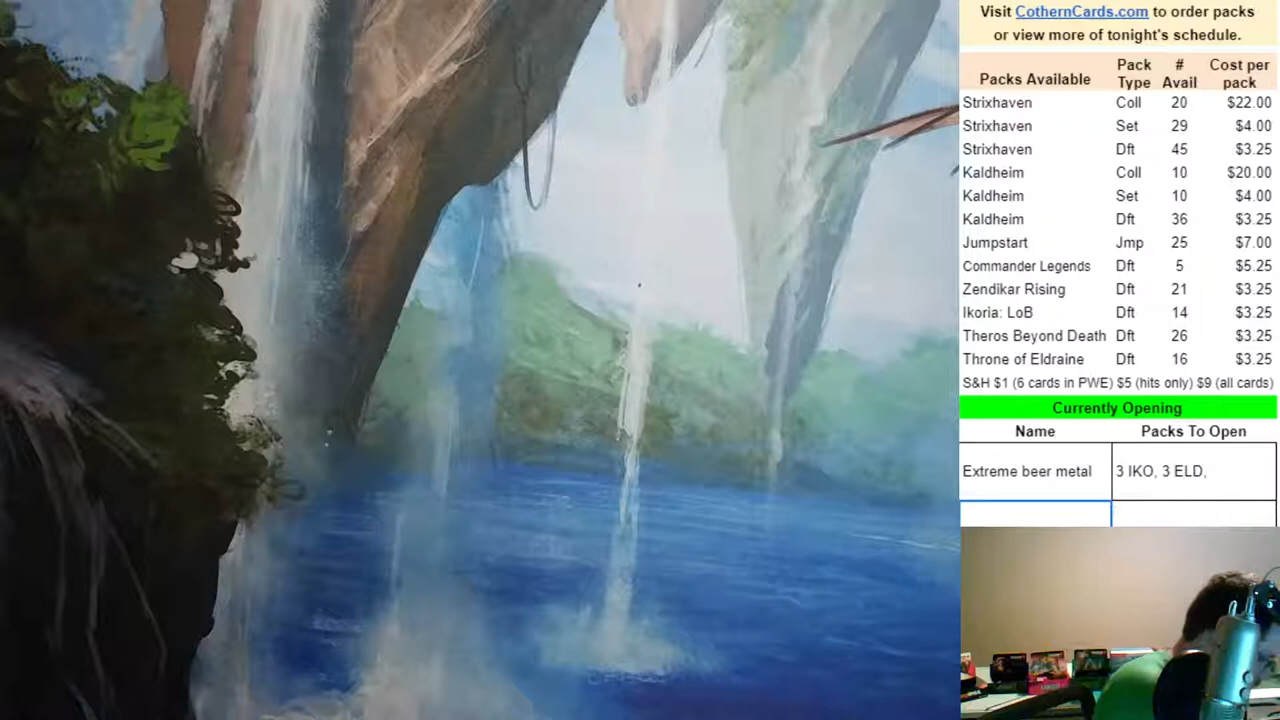 Visit CothernCards.com to order packs
or view more of tonight's schedule.
Packs Available Pack Type # Avail Cost per pack
Strixhaven Coll 20 $22.00
Strixhaven Set 29 $4.00
Strixhaven Dft 45 $3.25
Kaldheim Coll 10 $20.00
Kaldheim Set 10 $4.00
Kaldheim Dft 36 $3.25
Jumpstart Jmp 25 $7.00
Commander Legends Dft 5 $5.25
Zendikar Rising Dft 21 $3.25
Ikoria: LoB Dft 14 $3.25
Theros Beyond Death Dft 26 $3.25
Throne of Eldraine Dft 16 $3.25
S&H $1 (6 cards in PWE) $5 (hits only) $9 (all cards)
Currently Opening
Name Packs To Open
Extreme beer metal 3 IKO, 3 ELD,